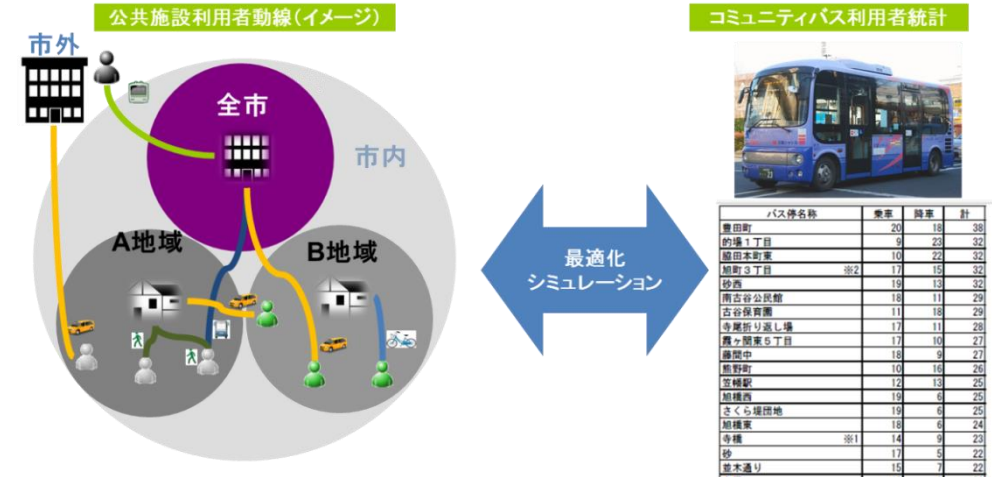 公共施設利用者動線(イメージ)
コミュニティバス利用者統計
市外
全市
市内
A地域
B地域
最適化
シミュレーション
バス停名称 乗車 降車 計
豊田町 20 18 38
的場1丁目 9 23 32
脇田本町東 10 22 32
旭町3丁目 ※2 17 15 32
砂西 19 13 32
南古谷公民館 18 11 29
古谷保育園 11 18 29
寺尾折り返し場 17 11 28
霞ヶ関東5丁目 17 10 27
藤間中 18 9 27
熊野町 10 16 26
笠幡駅 12 13 25
旭橋西 19 6 25
さくら堤団地 19 6 25
旭橋東 18 6 24
寺橋 ※1 14 9 23
砂 17 5 22
並木通り 15 7 22